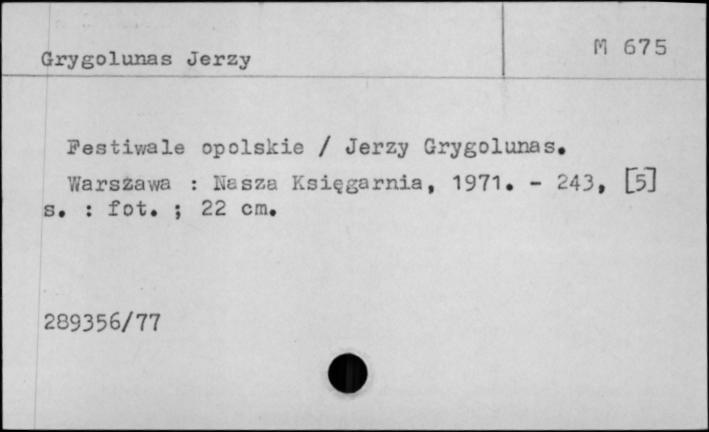 M 675
Grygolunas Jerzy
Festiwale opolskie / Jerzy Grygolunas.
Warszawa : Nasza Księgarnia, 1971. - 243, [5]
s. : fot. ; 22 cm.
289356/77